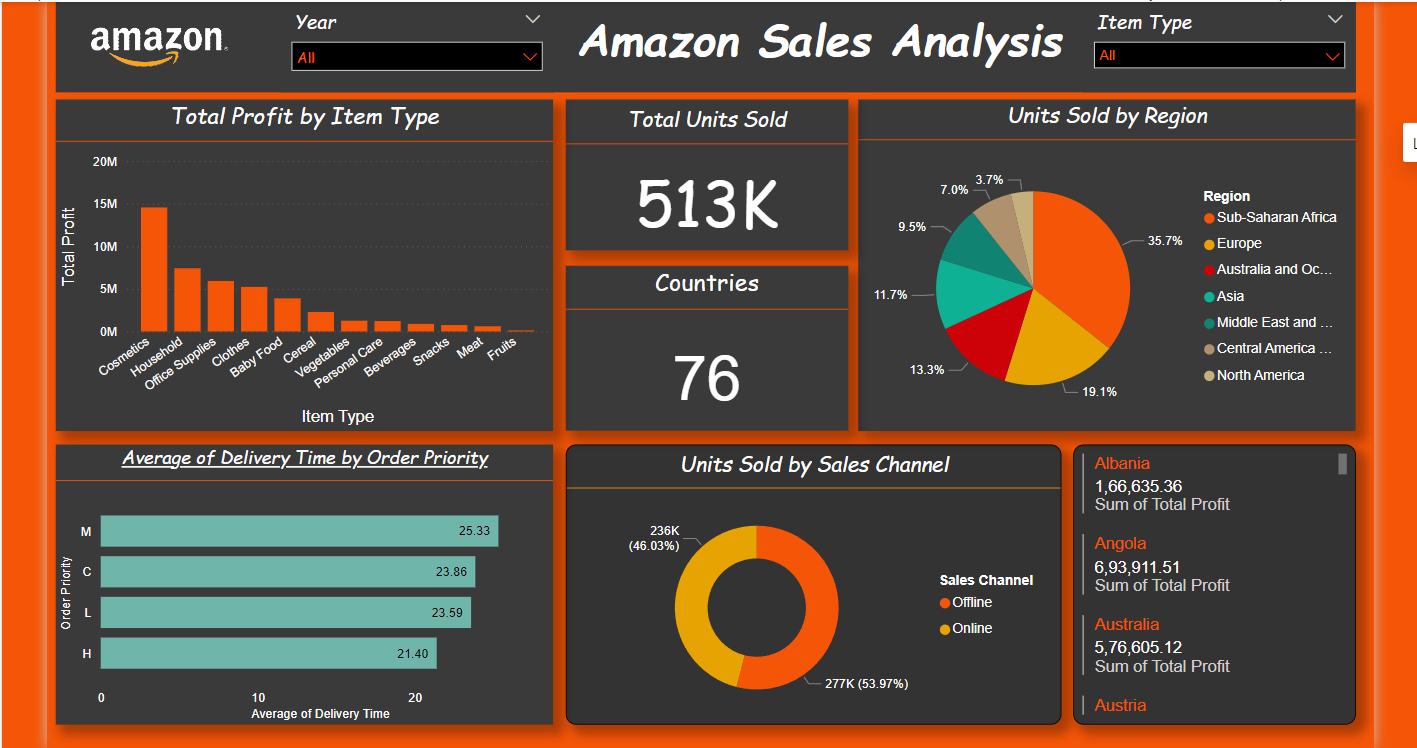 amazon
Year
All
Amazon Sales Analysis
Item Type
All
Total Profit by Item Type
20M
15M
10M
5M
0M
Total Profit
Cosmetics
Household
Office Supplies
Clothes
Baby Food
Cereal
Vegetables
Personal Care
Beverages
Snacks
Meat
Fruits
Item Type
Total Units Sold
513K
Countries
76
Units Sold by Region
3.7%
7.0%
9.5%
11.7%
13.3%
19.1%
35.7%
Region
Sub-Saharan Africa
Europe
Australia and Oc...
Asia
Middle East and ...
Central America ...
North America
Average of Delivery Time by Order Priority
Order Priority
M 25.33
C 23.86
L 23.59
H 21.40
0 10 20
Average of Delivery Time
Units Sold by Sales Channel
236K
(46.03%)
277K (53.97%)
Sales Channel
Offline
Online
Albania
1,66,635.36
Sum of Total Profit
Angola
6,93,911.51
Sum of Total Profit
Australia
5,76,605.12
Sum of Total Profit
Austria